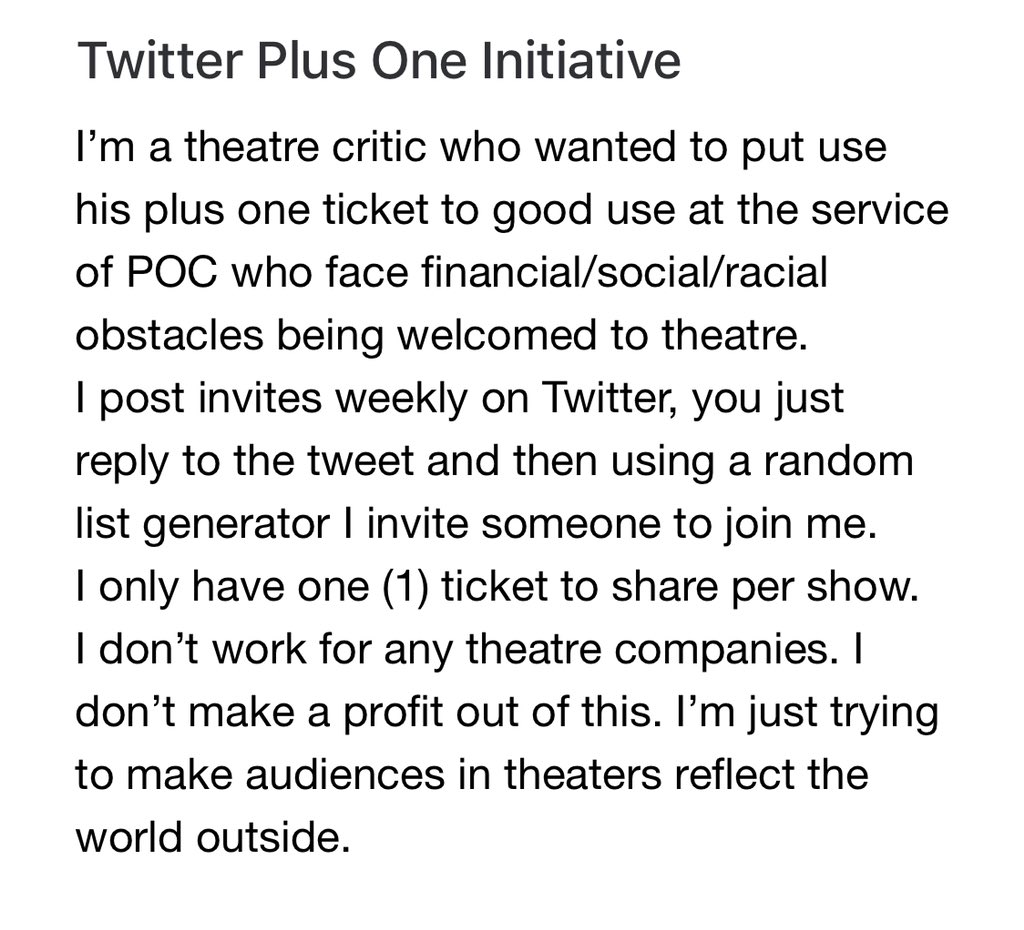 Twitter Plus One Initiative
I’m a theatre critic who wanted to put use
his plus one ticket to good use at the service
of POC who face financial/social/racial
obstacles being welcomed to theatre.
I post invites weekly on Twitter, you just
reply to the tweet and then using a random
list generator I invite someone to join me.
I only have one (1) ticket to share per show.
I don’t work for any theatre companies. I
don’t make a profit out of this. I’m just trying
to make audiences in theaters reflect the
world outside.